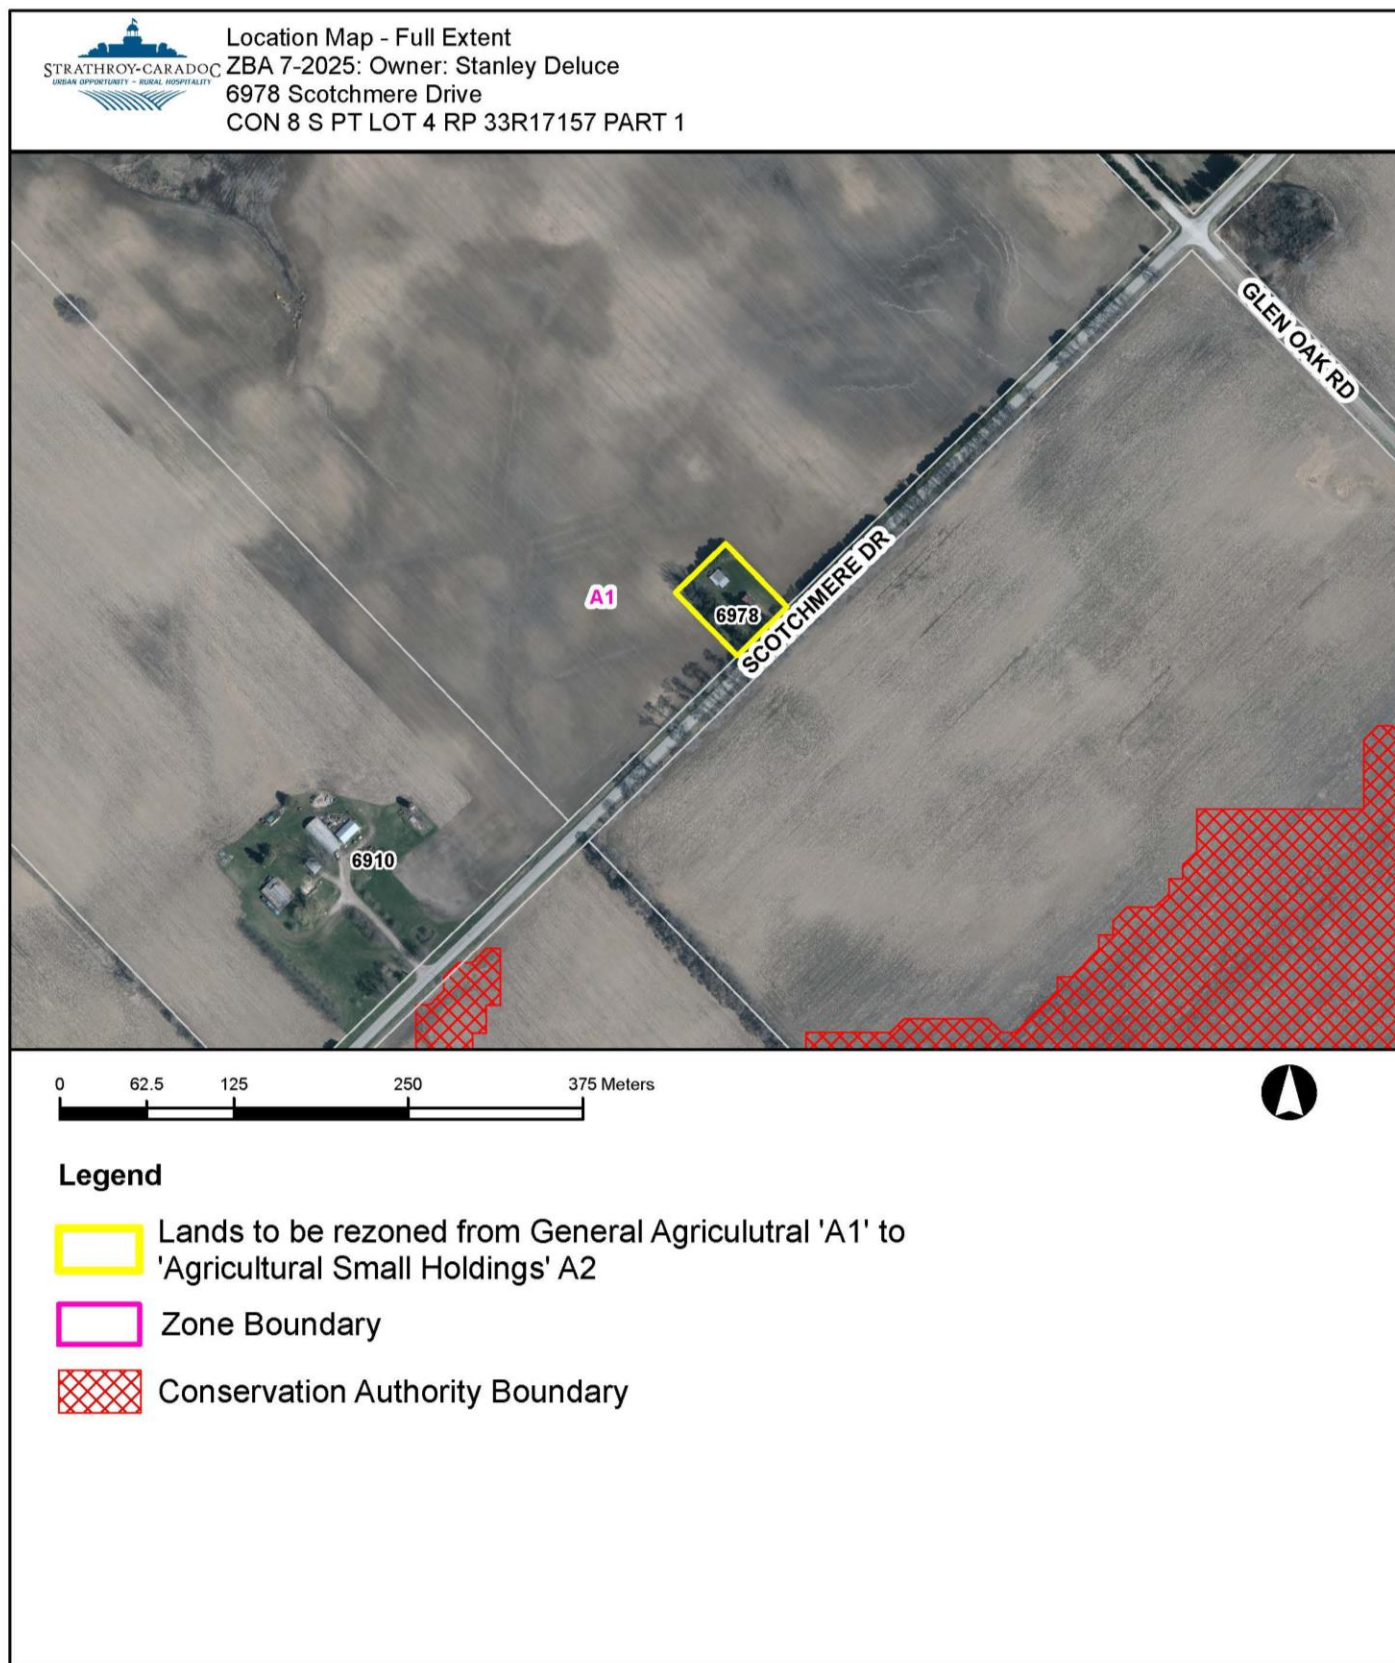 STRATHROY-CARADOC
URBAN OPPORTUNITY ~ RURAL HOSPITALITY
Location Map - Full Extent
ZBA 7-2025: Owner: Stanley Deluce
6978 Scotchmere Drive
CON 8 S PT LOT 4 RP 33R17157 PART 1
GLEN OAK RD
SCOTCHMERE DR
A1
6978
6910
0 62.5 125 250 375 Meters
Legend
Lands to be rezoned from General Agriculutral 'A1' to
'Agricultural Small Holdings' A2
Zone Boundary
Conservation Authority Boundary